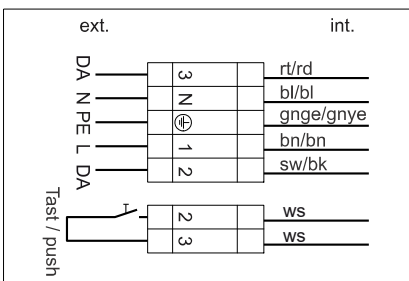 ext. int.
DA 3 rt/rd
N N bl/bl
PE gnge/gnye
L 1 bn/bn
DA 2 sw/bk
Tast / push
2 ws
3 ws